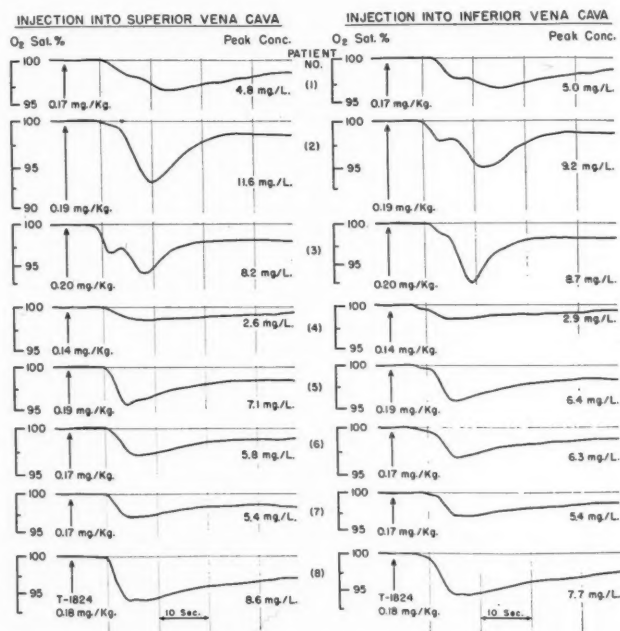 INJECTION INTO SUPERIOR VENA CAVA INJECTION INTO INFERIOR VENA CAVA
O2 Sat. % Peak Conc. PATIENT NO. O2 Sat. % Peak Conc.
100 100
95 4.8 mg/L. (1) 95 5.0 mg/L.
0.17 mg/Kg. 0.17 mg/Kg.
100 100
(2)
95 95
90 11.6 mg/L. 90 9.2 mg/L.
0.19 mg/Kg. 0.19 mg/Kg.
100 100
(3)
95 8.2 mg/L. 95 8.7 mg/L.
0.20 mg/Kg. 0.20 mg/Kg.
100 100
95 2.6 mg/L. (4) 95 2.9 mg/L.
0.14 mg/Kg. 0.14 mg/Kg.
100 100
(5)
95 7.1 mg/L. 95 6.4 mg/L.
0.19 mg/Kg. 0.19 mg/Kg.
100 100
(6)
95 5.8 mg/L. 95 6.3 mg/L.
0.17 mg/Kg. 0.17 mg/Kg.
100 100
95 5.4 mg/L. (7) 95 5.4 mg/L.
0.17 mg/Kg. 0.17 mg/Kg.
100 100
(8)
95 95
T-1824 T-1824
0.18 mg/Kg. 10 Sec. 8.6 mg/L. 0.18 mg/Kg. 10 Sec. 7.7 mg/L.